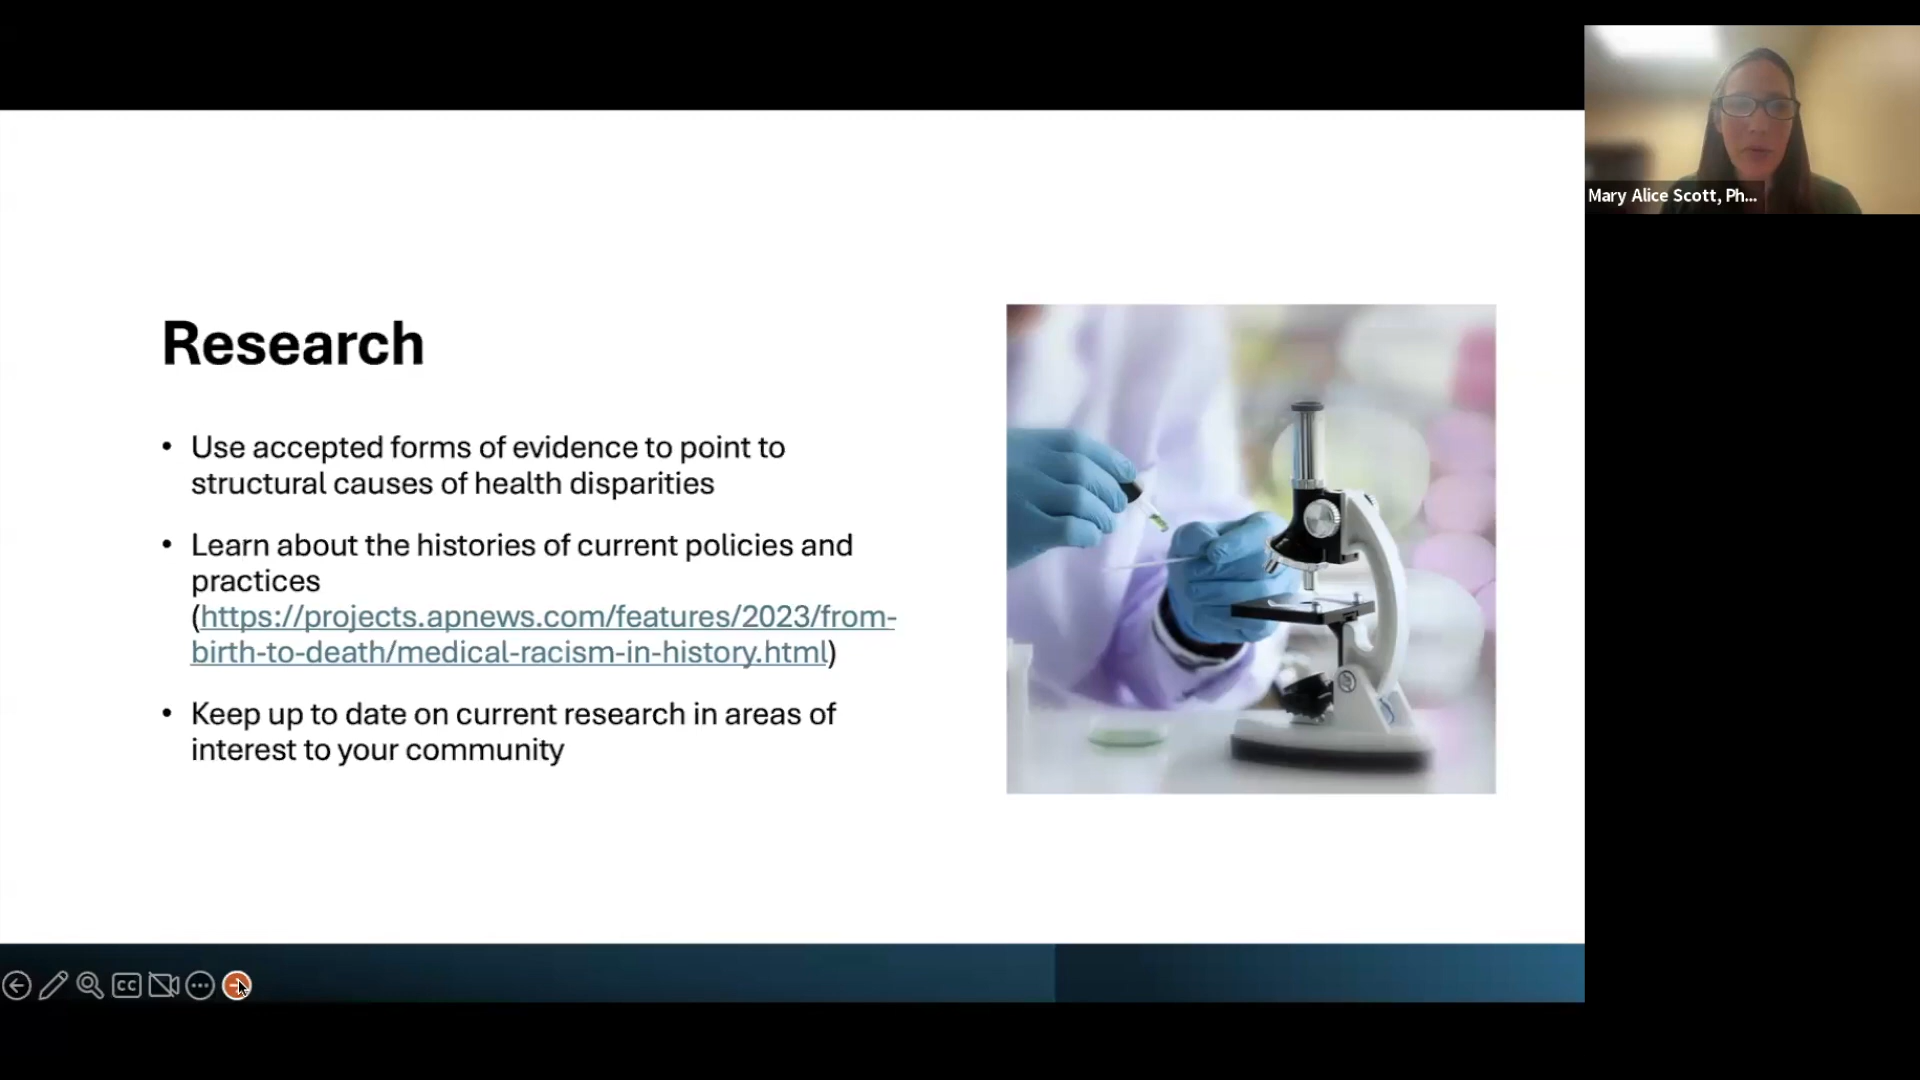 Mary Alice Scott, Ph...
Research
• Use accepted forms of evidence to point to
structural causes of health disparities
• Learn about the histories of current policies and
practices
(https://projects.apnews.com/features/2023/from-
birth-to-death/medical-racism-in-history.html)
• Keep up to date on current research in areas of
interest to your community
CC